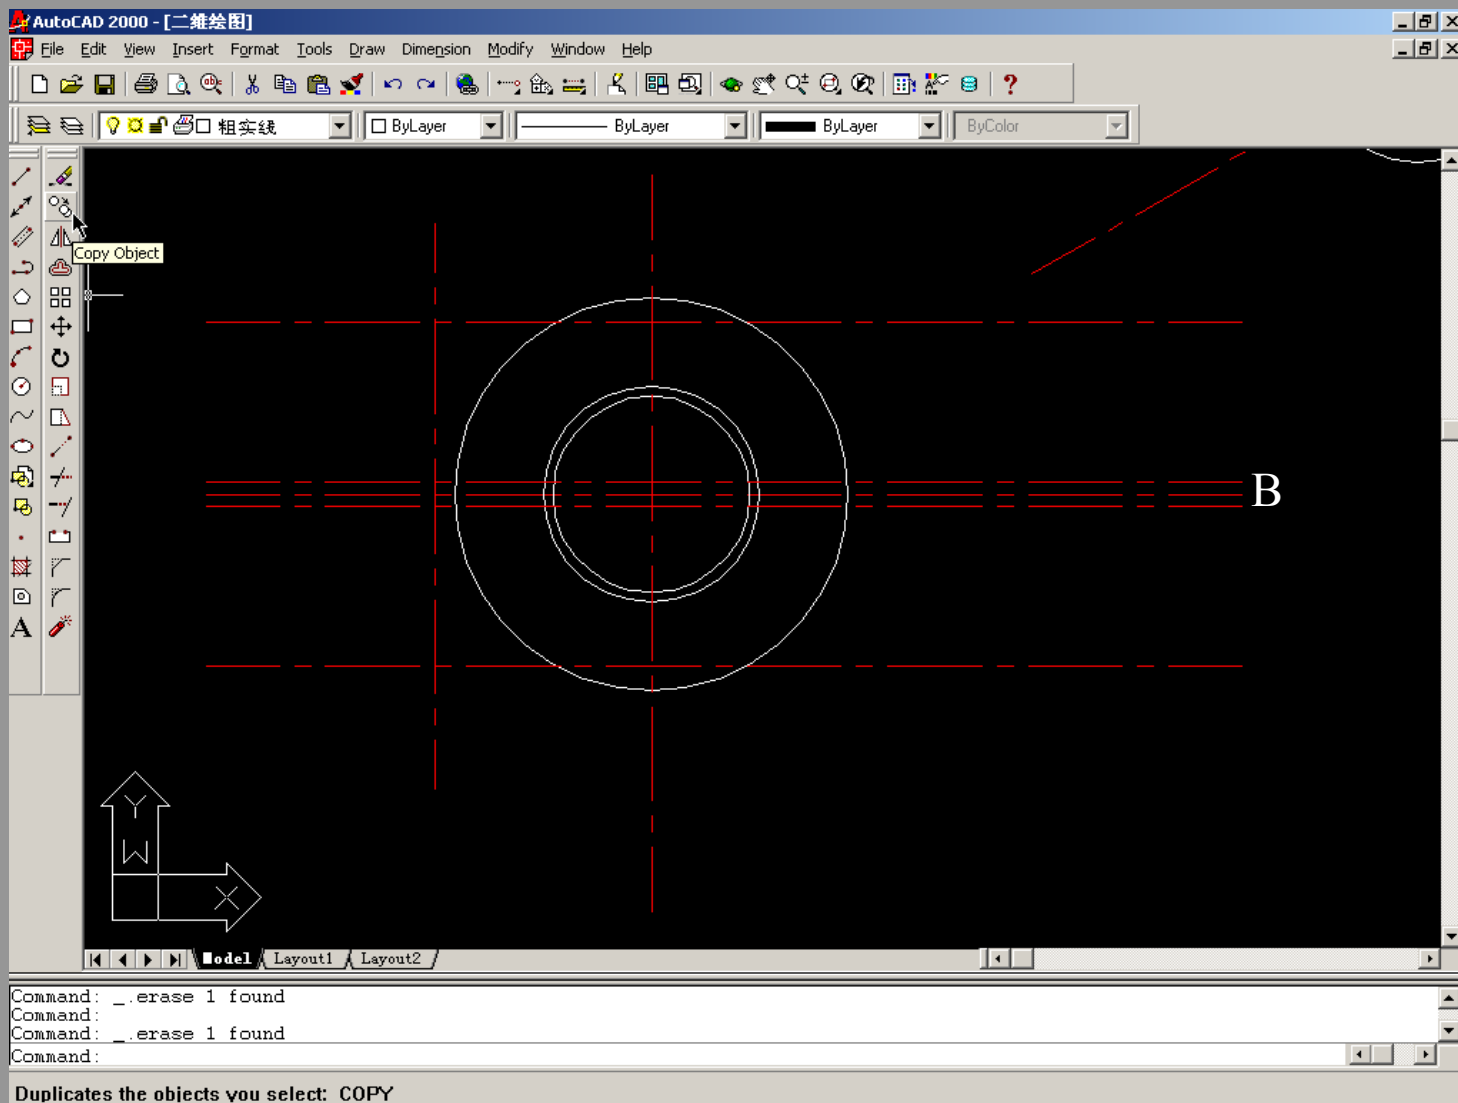 AutoCAD 2000 - [二维绘图]
File Edit View Insert Format Tools Draw Dimension Modify Window Help
粗实线 ByLayer ByLayer ByLayer ByColor
Copy Object
B
Y
W
X
Model Layout1 Layout2
Command: _.erase 1 found
Command:
Command: _.erase 1 found
Command:
Duplicates the objects you select: COPY